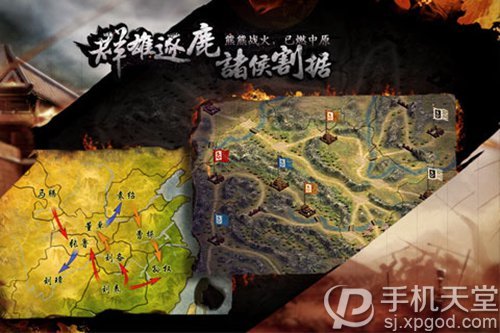 群雄逐鹿
熊熊战火，已燃中原
諸侯割据
马腾
袁绍
董卓
曹操
张鲁
刘备
孙权
刘璋
刘表
手机天堂
sj.xpgod.com